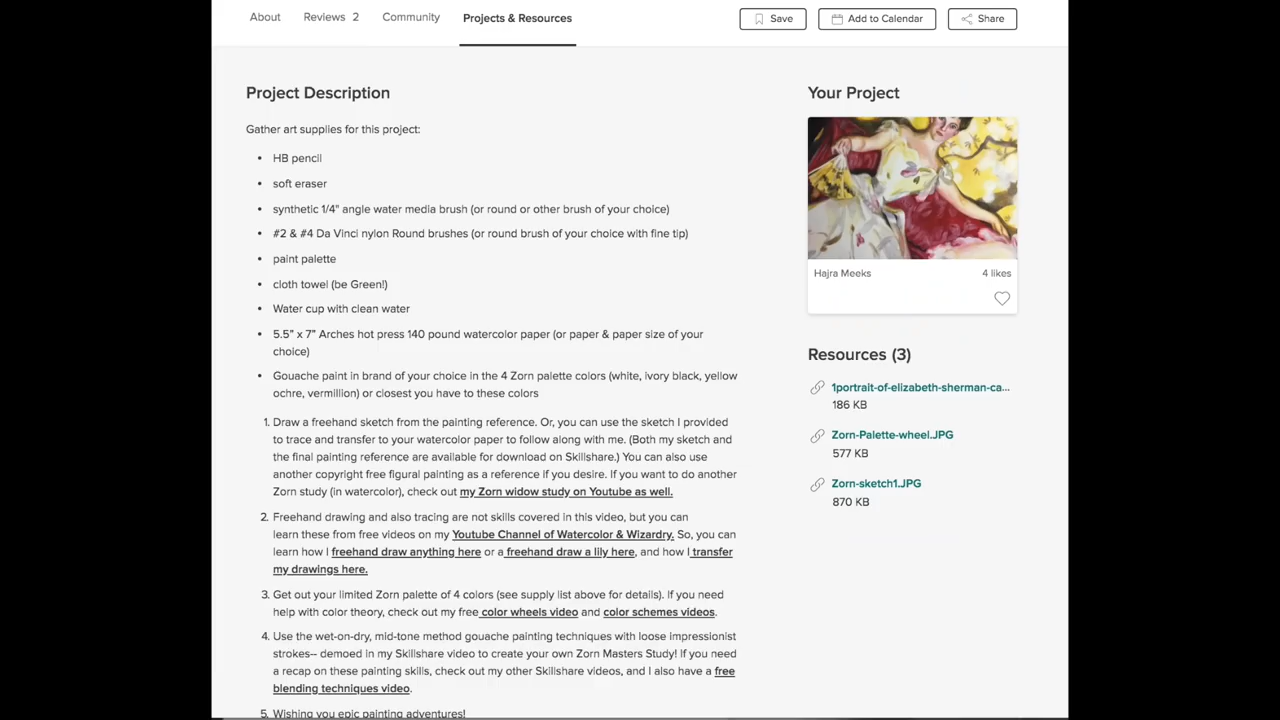 About Reviews 2 Community Projects & Resources Save Add to Calendar Share
Project Description
Gather art supplies for this project:
• HB pencil
• soft eraser
• synthetic 1/4" angle water media brush (or round or other brush of your choice)
• #2 & #4 Da Vinci nylon Round brushes (or round brush of your choice with fine tip)
• paint palette
• cloth towel (be Green!)
• Water cup with clean water
• 5.5” x 7” Arches hot press 140 pound watercolor paper (or paper & paper size of your
choice)
• Gouache paint in brand of your choice in the 4 Zorn palette colors (white, ivory black, yellow
ochre, vermillion) or closest you have to these colors
1. Draw a freehand sketch from the painting reference. Or, you can use the sketch I provided
to trace and transfer to your watercolor paper to follow along with me. (Both my sketch and
the final painting reference are available for download on Skillshare.) You can also use
another copyright free figural painting as a reference if you desire. If you want to do another
Zorn study (in watercolor), check out my Zorn widow study on Youtube as well.
2. Freehand drawing and also tracing are not skills covered in this video, but you can
learn these from free videos on my Youtube Channel of Watercolor & Wizardry. So, you can
learn how I freehand draw anything here or a freehand draw a lily here, and how I transfer
my drawings here.
3. Get out your limited Zorn palette of 4 colors (see supply list above for details). If you need
help with color theory, check out my free color wheels video and color schemes videos.
4. Use the wet-on-dry, mid-tone method gouache painting techniques with loose impressionist
strokes-- demoed in my Skillshare video to create your own Zorn Masters Study! If you need
a recap on these painting skills, check out my other Skillshare videos, and I also have a free
blending techniques video.
5. Wishing you epic painting adventures!
Your Project
Hajra Meeks 4 likes
Resources (3)
1portrait-of-elizabeth-sherman-ca...
186 KB
Zorn-Palette-wheel.JPG
577 KB
Zorn-sketch1.JPG
870 KB